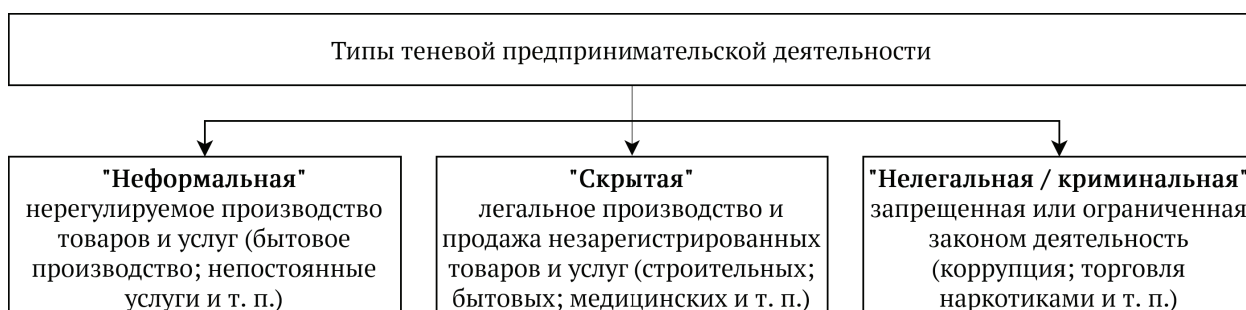 Типы теневой предпринимательской деятельности
"Неформальная"
нерегулируемое производство
товаров и услуг (бытовое
производство; непостоянные
услуги и т. п.)
"Скрытая"
легальное производство и
продажа незарегистрированных
товаров и услуг (строительных;
бытовых; медицинских и т. п.)
"Нелегальная / криминальная"
запрещенная или ограниченная
законом деятельность
(коррупция; торговля
наркотиками и т. п.)